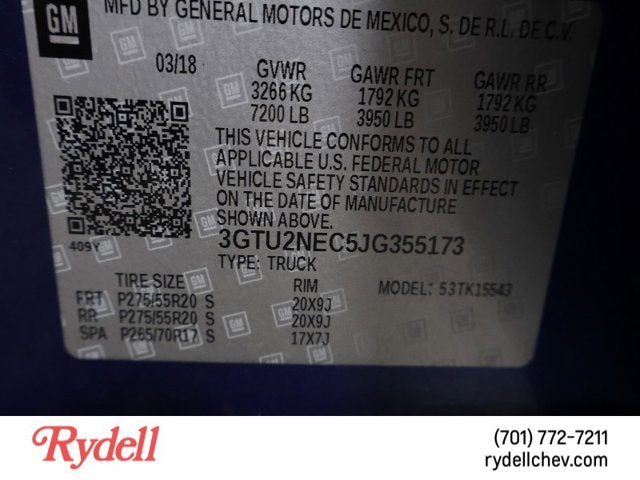 GM
MFD BY GENERAL MOTORS DE MEXICO, S. DE R.L. DE C.V.
03/18 GVWR GAWR FRT GAWR RR
3266 KG 1792 KG 1792 KG
7200 LB 3950 LB 3950 LB
THIS VEHICLE CONFORMS TO ALL
APPLICABLE U.S. FEDERAL MOTOR
VEHICLE SAFETY STANDARDS IN EFFECT
ON THE DATE OF MANUFACTURE
SHOWN ABOVE.
409Y 3GTU2NEC5JG355173
TYPE: TRUCK
TIRE SIZE RIM MODEL: 53TK15543
FRT P275/55R20 S 20X9J
RR P275/55R20 S 20X9J
SPA P265/70R17 S 17X7J
Rydell
(701) 772-7211
rydellchev.com